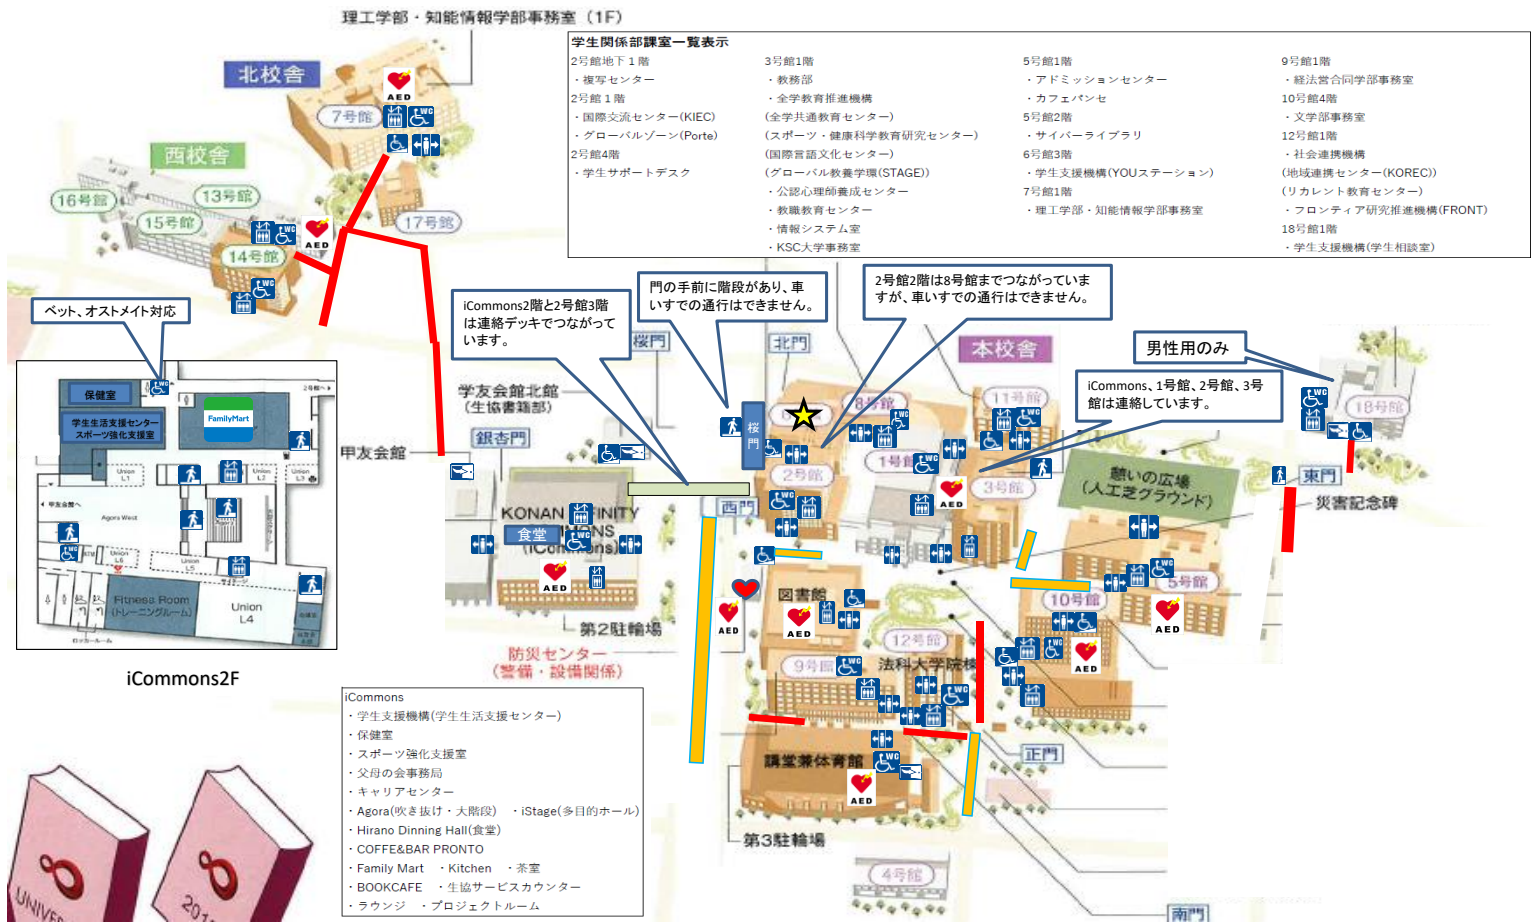 理工学部・知能情報学部事務室（1F）
学生関係部課室一覧表示
2号館地下１階
・複写センター
2号館１階
・国際交流センター(KIEC)
・グローバルゾーン(Porte)
2号館4階
・学生サポートデスク
3号館1階
・教務部
・全学教育推進機構
(全学共通教育センター)
(スポーツ・健康科学教育研究センター)
(国際言語文化センター)
(グローバル教養学環(STAGE))
・公認心理師養成センター
・教職教育センター
・情報システム室
・KSC大学事務室
5号館1階
・アドミッションセンター
・カフェパンセ
5号館2階
・サイバーライブラリ
6号館3階
・学生支援機構(YOUステーション)
7号館1階
・理工学部・知能情報学部事務室
9号館1階
・経法営合同学部事務室
10号館4階
・文学部事務室
12号館1階
・社会連携機構
(地域連携センター(KOREC))
(リカレント教育センター)
・フロンティア研究推進機構(FRONT)
18号館1階
・学生支援機構(学生相談室)
北校舎
7号館
AED
WC
西校舎
16号館
13号館
15号館
14号館
17号館
AED
WC
WC
ベット、オストメイト対応
iCommons2階と2号館3階
は連絡デッキでつながって
います。
門の手前に階段があり、車
いすでの通行はできません。
2号館2階は8号館までつながっていま
すが、車いすでの通行はできません。
男性用のみ
iCommons、1号館、2号館、3号
館は連絡しています。
桜門
北門
本校舎
学友会館北館
（生協書籍部）
甲友会館
銀杏門
桜門
8号館
11号館
18号館
1号館
2号館
3号館
憩いの広場
（人工芝グラウンド）
東門
災害記念碑
西門
KONAN INFINITY
COMMONS
(iCommons)
食堂
AED
第2駐輪場
防災センター
（警備・設備関係）
図書館
AED
AED
AED
12号館
法科大学院棟
9号館
10号館
5号館
AED
AED
正門
講堂兼体育館
AED
第3駐輪場
4号館
南門
保健室
学生生活支援センター
スポーツ強化支援室
FamilyMart
2号館へ
Union
L1
Union
L2
Union
L3
甲友会館へ
Agora West
Agora
ATM
Union
L6
Union
L5
Fitness Room
(トレーニングルーム)
Union
L4
ロッカールーム
iCommons2F
iCommons
・学生支援機構(学生生活支援センター)
・保健室
・スポーツ強化支援室
・父母の会事務局
・キャリアセンター
・Agora(吹き抜け・大階段)　・iStage(多目的ホール)
・Hirano Dinning Hall(食堂)
・COFFE&BAR PRONTO
・Family Mart　・Kitchen　・茶室
・BOOKCAFE　・生協サービスカウンター
・ラウンジ　・プロジェクトルーム